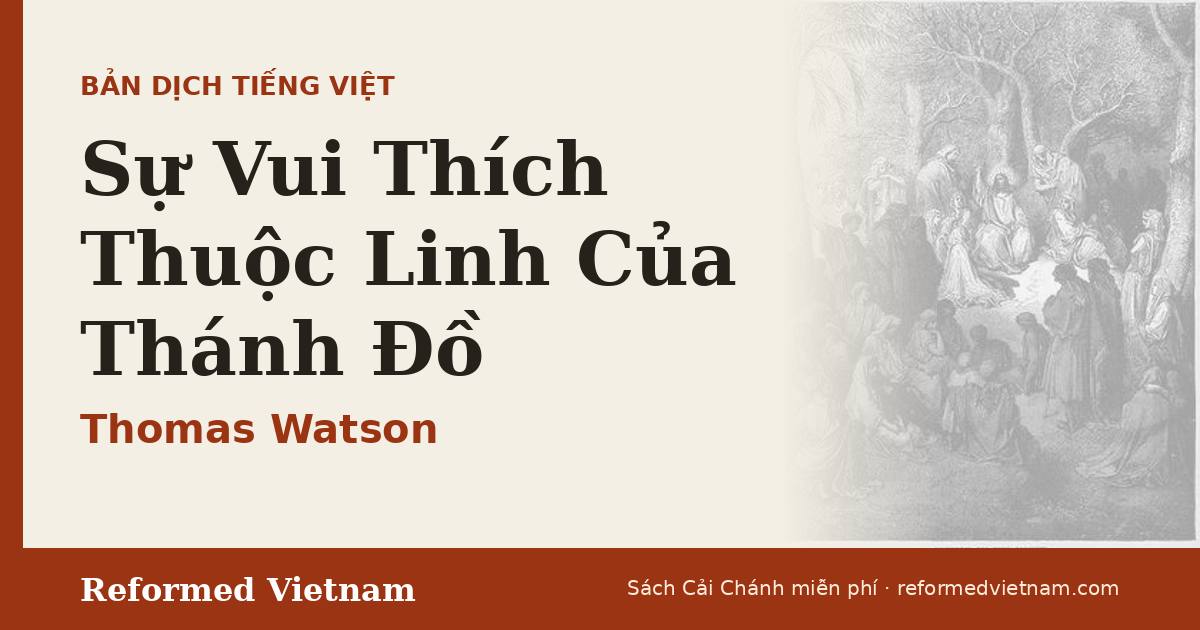 BẢN DỊCH TIẾNG VIỆT
Sự Vui Thích
Thuộc Linh Của
Thánh Đồ
Thomas Watson
Reformed Vietnam
Sách Cải Chánh miễn phí · reformedvietnam.com